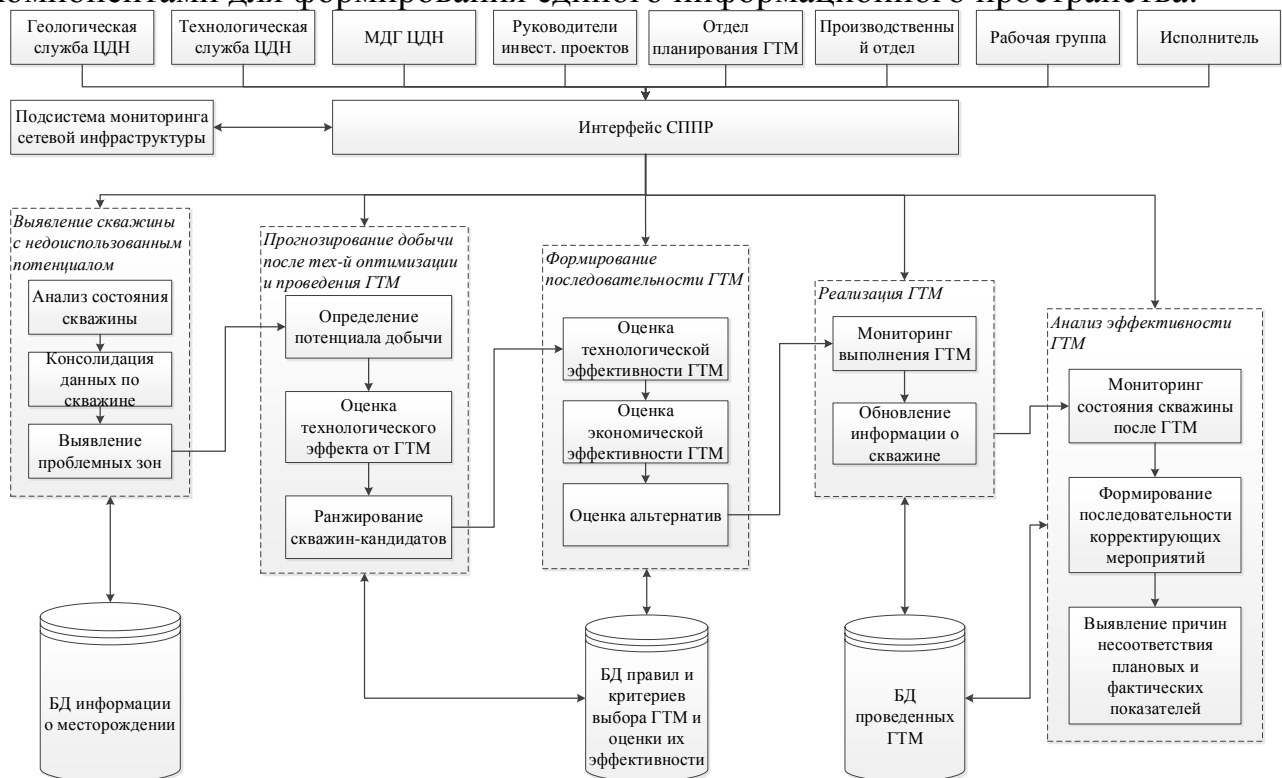 компонентами для формирования единого информационного пространства.
Геологическая
служба ЦДН
Технологическая
служба ЦДН
МДГ ЦДН
Руководители
инвест. проектов
Отдел
планирования
ГТМ
Производственны
й отдел
Рабочая группа
Исполнитель
Подсистема мониторинга
сетевой инфраструктуры
Интерфейс СППР
Выявление скважины
с недоиспользованным
потенциалом
Анализ состояния
скважины
Консолидация
данных по
скважине
Выявление
проблемных зон
Прогнозирование добычи
после тех-й оптимизации
и проведения ГТМ
Определение
потенциала добычи
Оценка
технологического
эффекта от ГТМ
Ранжирование
скважин-кандидатов
Формирование
последовательности ГТМ
Оценка
технологической
эффективности ГТМ
Оценка
экономической
эффективности ГТМ
Оценка альтернатив
Реализация ГТМ
Мониторинг
выполнения ГТМ
Обновление
информации о
скважине
Анализ эффективности
ГТМ
Мониторинг
состояния скважины
после ГТМ
Формирование
последовательности
корректирующих
мероприятий
Выявление причин
несоответствия
плановых и
фактических
показателей
БД информации
о месторождении
БД правил и
критериев
выбора ГТМ и
оценки их
эффективности
БД
проведенных
ГТМ